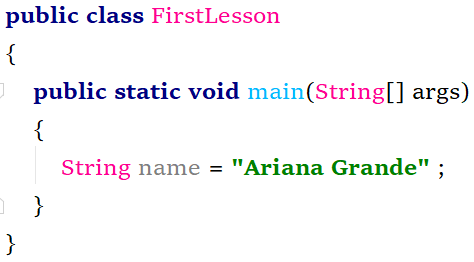 public class FirstLesson
{
public static void main(String[] args)
{
String name = "Ariana Grande" ;
}
}